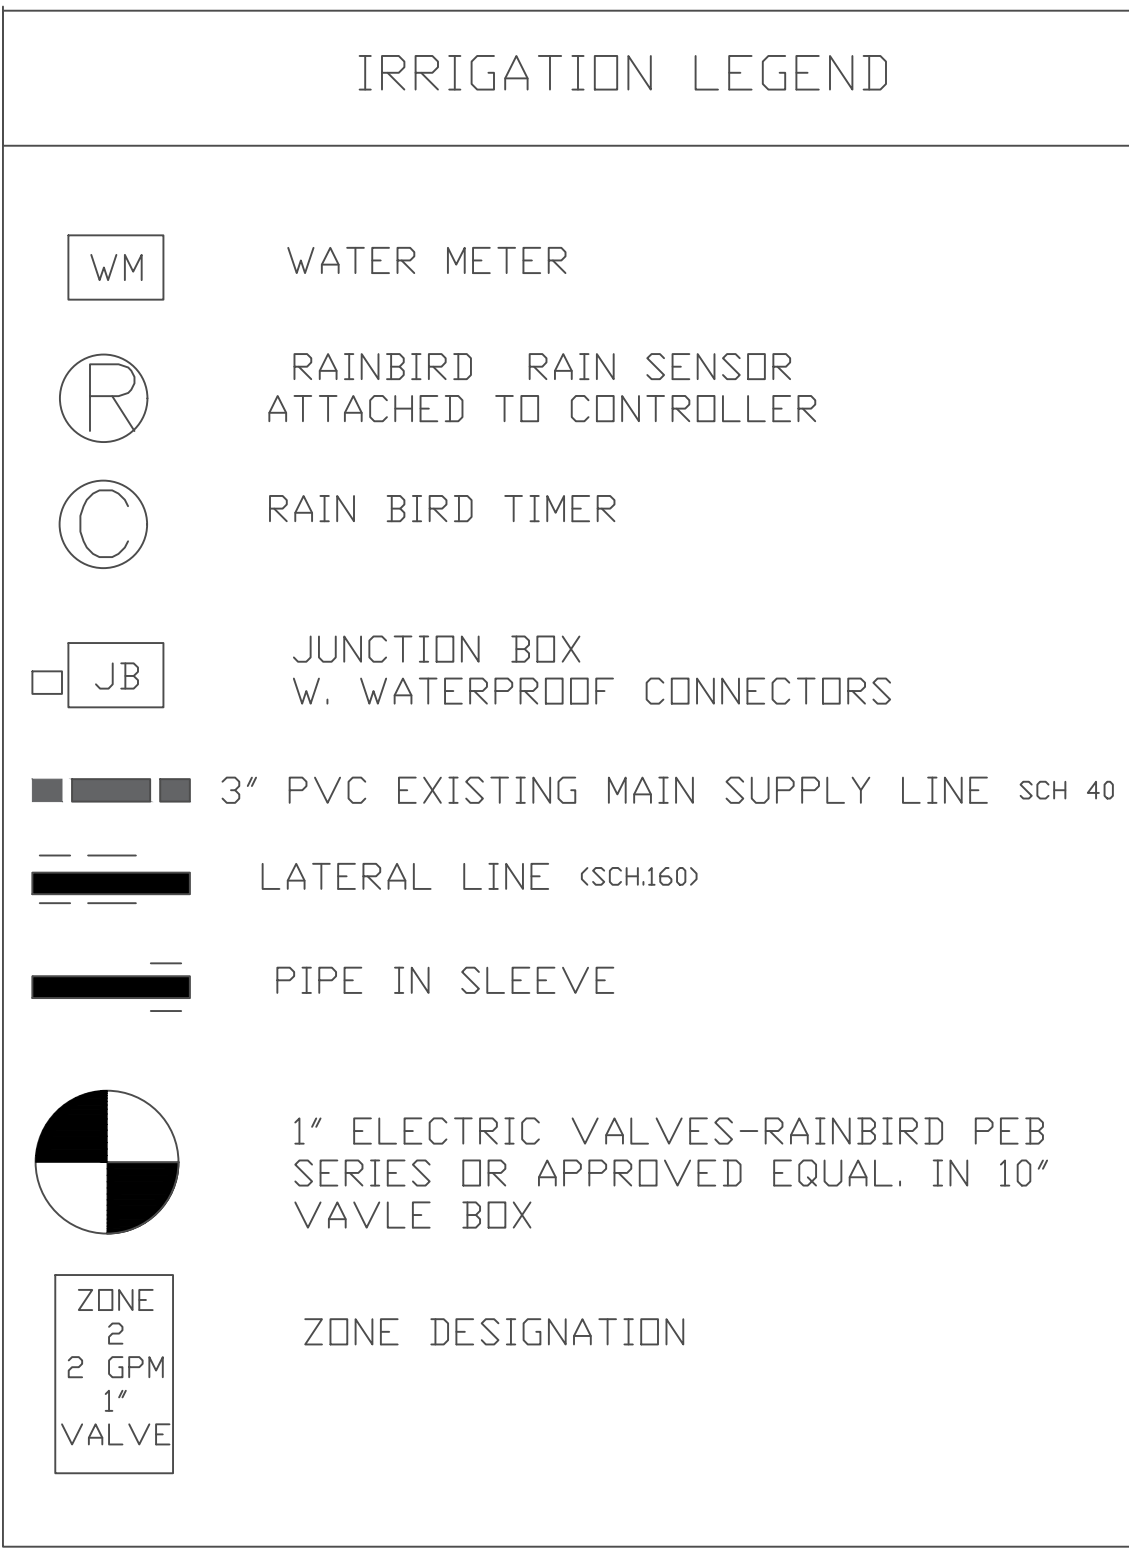 IRRIGATION LEGEND
WM
WATER METER
R
RAINBIRD RAIN SENSOR
ATTACHED TO CONTROLLER
C
RAIN BIRD TIMER
JB
JUNCTION BOX
W. WATERPROOF CONNECTORS
3" PVC EXISTING MAIN SUPPLY LINE SCH 40
LATERAL LINE (SCH.160)
PIPE IN SLEEVE
1" ELECTRIC VALVES-RAINBIRD PEB
SERIES OR APPROVED EQUAL. IN 10"
VAVLE BOX
ZONE
2
2 GPM
1"
VALVE
ZONE DESIGNATION